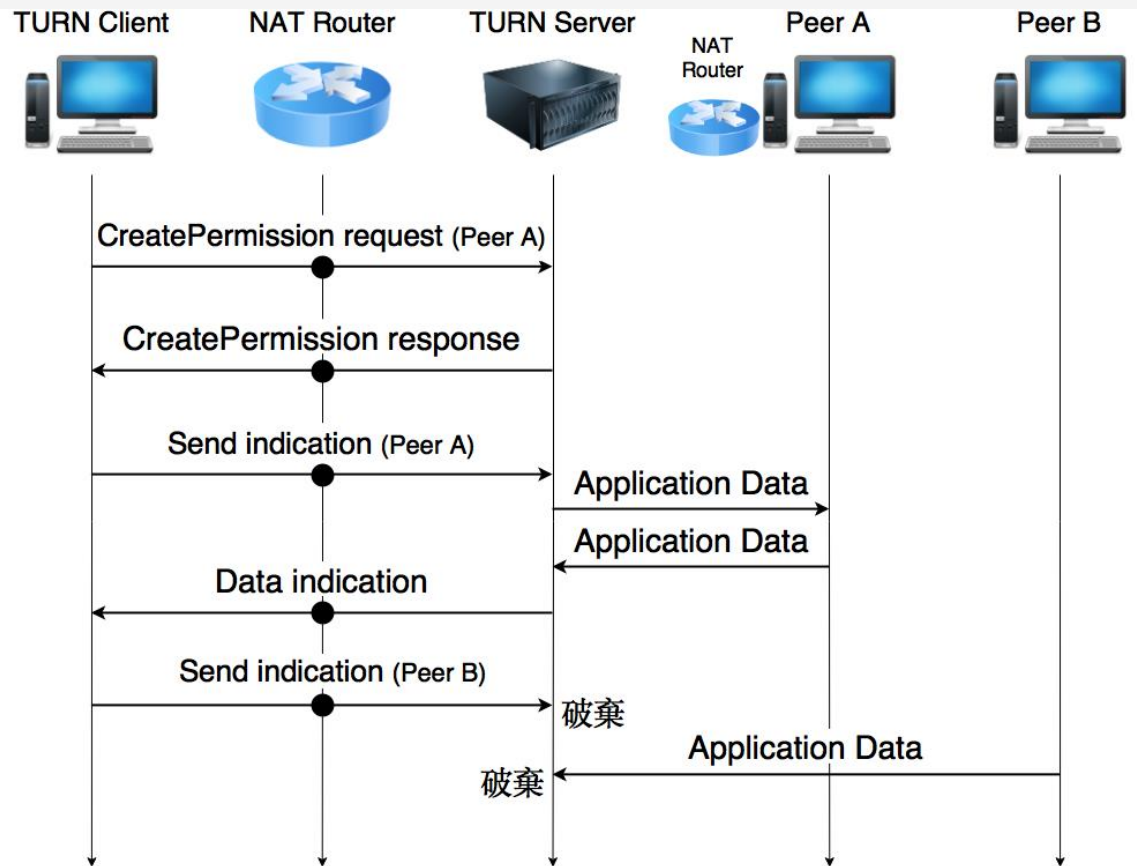 TURN Client
NAT Router
TURN Server
NAT
Router
Peer A
Peer B
CreatePermission request (Peer A)
CreatePermission response
Send indication (Peer A)
Application Data
Application Data
Data indication
Send indication (Peer B)
破棄
Application Data
破棄